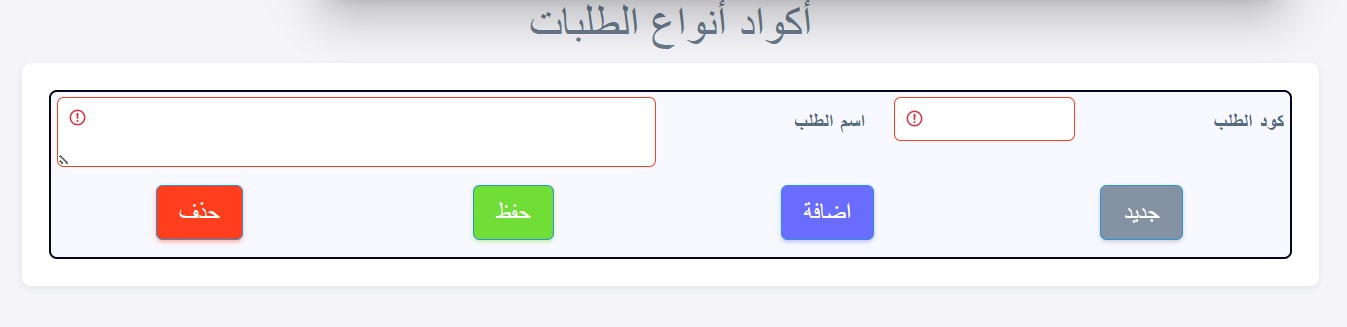 أكواد أنواع الطلبات
كود الطلب اسم الطلب
جديد اضافة حفظ حذف